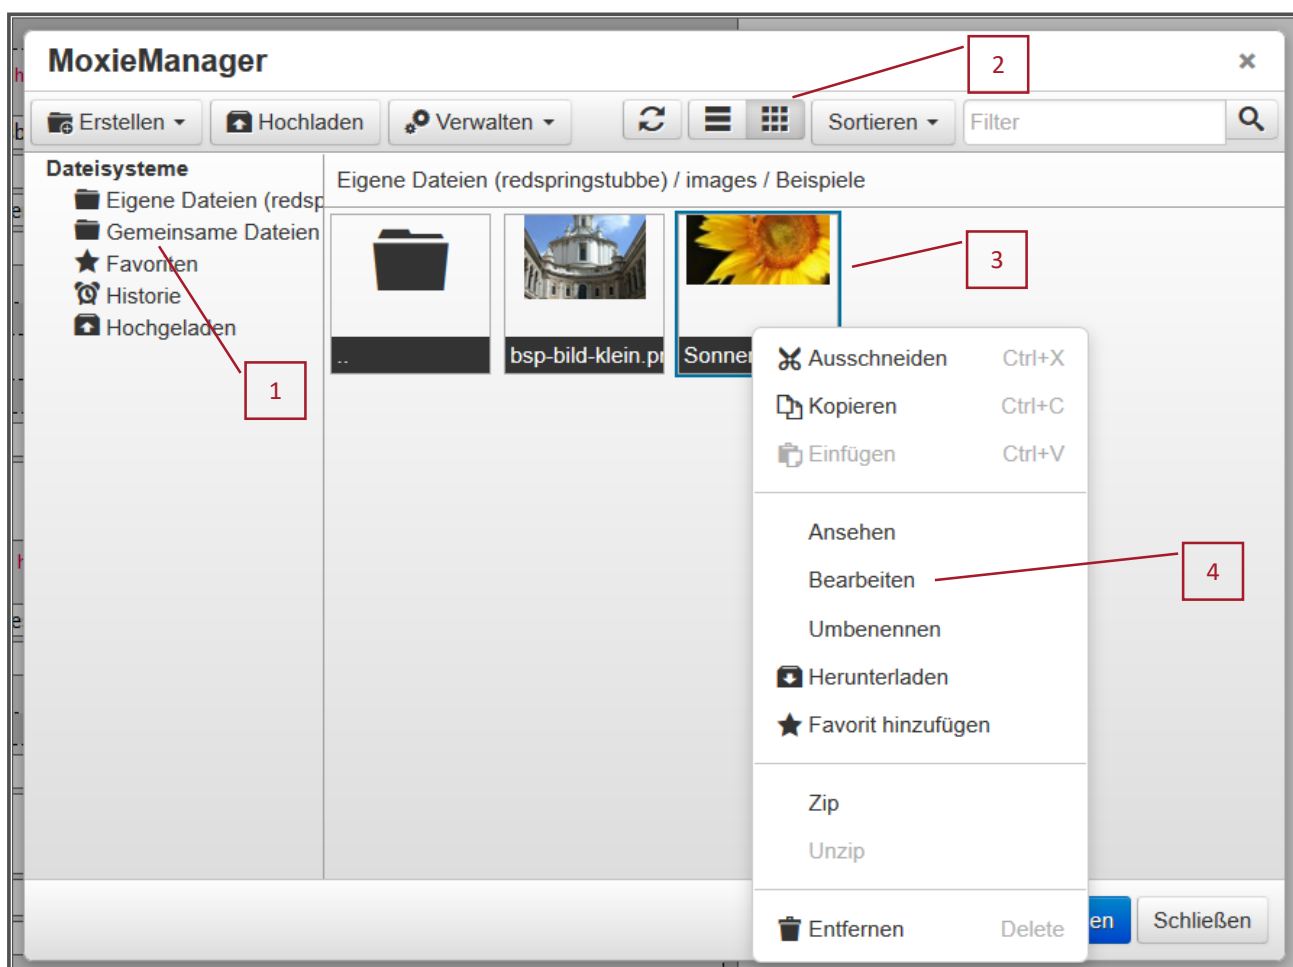 MoxieManager
2
Erstellen
Hochladen
Verwalten
Sortieren
Filter
Dateisysteme
Eigene Dateien (redsp
Gemeinsame Dateien
Favoriten
Historie
Hochgeladen
1
Eigene Dateien (redspringstubbe) / images / Beispiele
3
..
bsp-bild-klein.pr
Sonner
Ausschneiden Ctrl+X
Kopieren Ctrl+C
Einfügen Ctrl+V
Ansehen
Bearbeiten
4
Umbenennen
Herunterladen
Favorit hinzufügen
Zip
Unzip
Entfernen Delete
en
Schließen